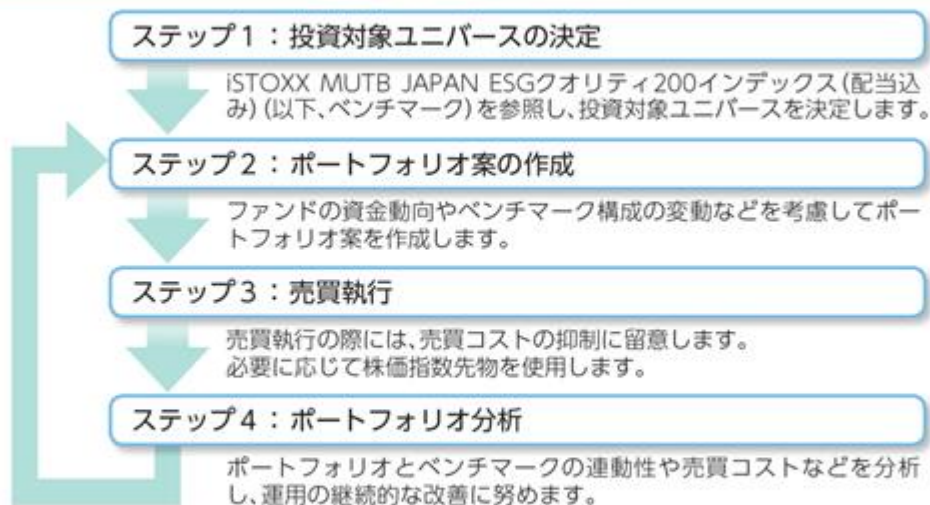 ステップ1：投資対象ユニバースの決定
iSTOXX MUTB JAPAN ESGクオリティ200インデックス(配当込
み)(以下、ベンチマーク)を参照し、投資対象ユニバースを決定します。
ステップ2：ポートフォリオ案の作成
ファンドの資金動向やベンチマーク構成の変動などを考慮してポー
トフォリオ案を作成します。
ステップ3：売買執行
売買執行の際には、売買コストの抑制に留意します。
必要に応じて株価指数先物を使用します。
ステップ4：ポートフォリオ分析
ポートフォリオとベンチマークの連動性や売買コストなどを分析
し、運用の継続的な改善に努めます。